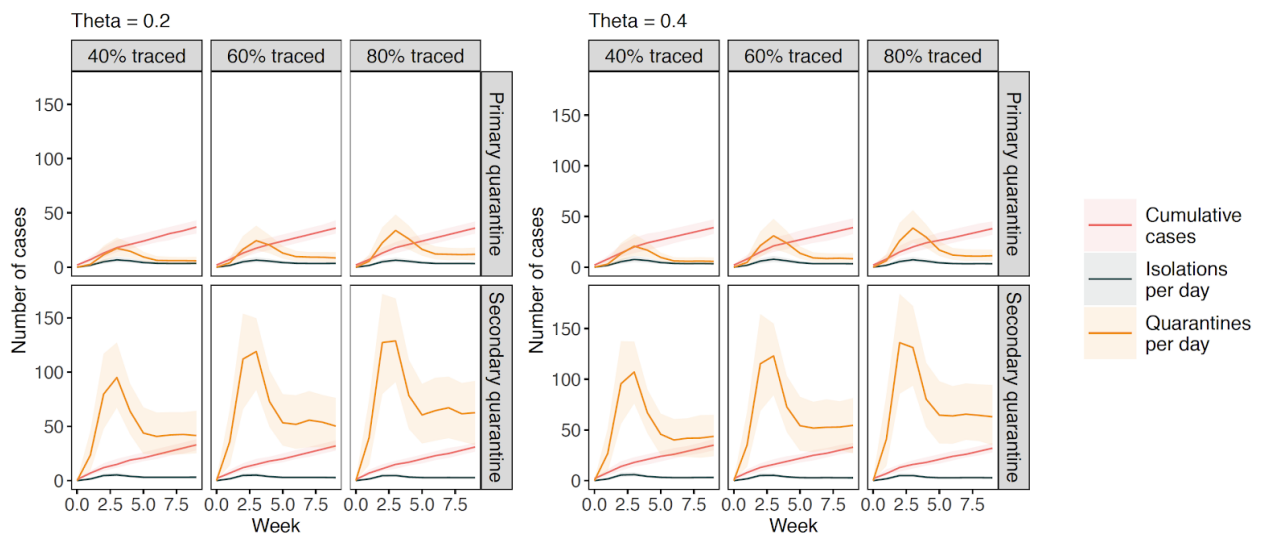 Theta = 0.2
40% traced
60% traced
80% traced
150
100
50
0
Primary quarantine
150
100
50
0
Secondary quarantine
Number of cases
0.0 2.5 5.0 7.5
0.0 2.5 5.0 7.5
0.0 2.5 5.0 7.5
Week
Theta = 0.4
40% traced
60% traced
80% traced
150
100
50
0
Primary quarantine
150
100
50
0
Secondary quarantine
Number of cases
0.0 2.5 5.0 7.5
0.0 2.5 5.0 7.5
0.0 2.5 5.0 7.5
Week
Cumulative
cases
Isolations
per day
Quarantines
per day